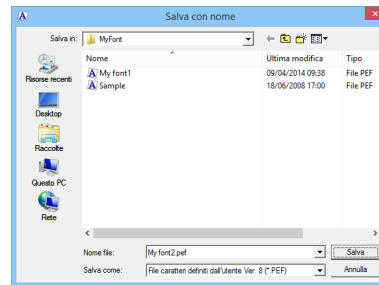 Salva con nome
Salva in: MyFont
Nome Ultima modifica Tipo
My font1 09/04/2014 09:38 File PEF
Sample 18/06/2008 17:00 File PEF
Risorse recenti
Desktop
Raccolte
Questo PC
Rete
Nome file: My font2.pef Salva
Salva come: File caratteri definiti dall'utente Ver. 8 (*.PEF) Annulla